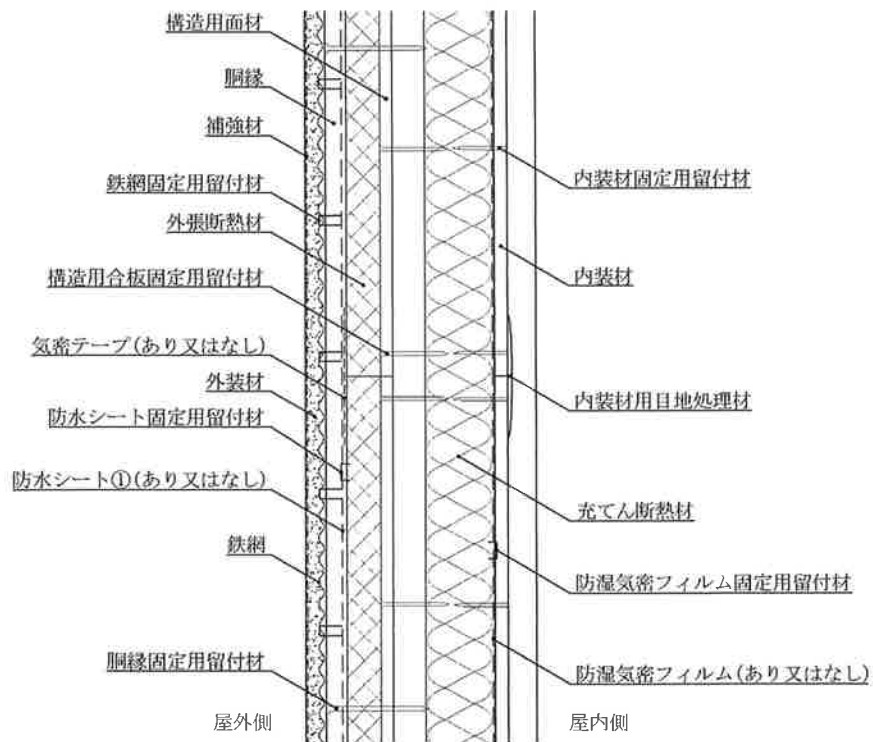 構造用面材
胴縁
補強材
鉄網固定用留付材
外張断熱材
構造用合板固定用留付材
気密テープ(あり又はなし)
外装材
防水シート固定用留付材
防水シート①(あり又はなし)
鉄網
胴縁固定用留付材
屋外側
内装材固定用留付材
内装材
内装材用目地処理材
充てん断熱材
防湿気密フィルム固定用留付材
防湿気密フィルム(あり又はなし)
屋内側